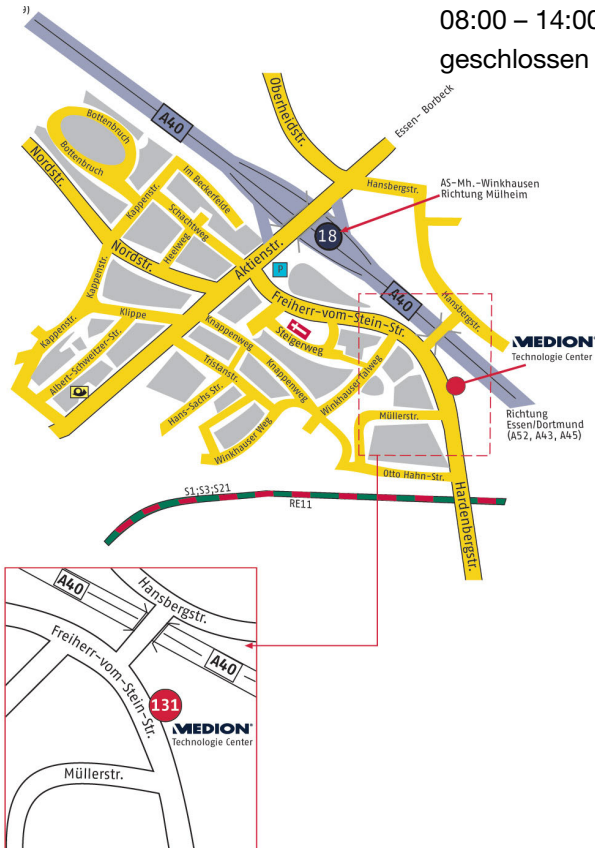 08:00 – 14:00
geschlossen
A40
Oberheidstr.
Essen- Borbeck
Bottenbruch
Bottenbruch
Nordstr.
Im Beckerfelde
Kappenstr.
Schachtweg
Heelweg
Hansbergstr.
AS-Mh.-Winkhausen
Richtung Mülheim
18
Nordstr.
Aktienstr.
P
A40
Kappenstr.
Freiherr-vom-Stein-Str.
Hansbergstr.
Klippe
Knappenweg
Steigerweg
MEDION®
Technologie Center
Kappenstr.
Albert-Schweitzer-Str.
Tristanstr.
Knappenweg
Winkhauser Talweg
Hans-Sachs Str.
Müllerstr.
Richtung
Essen/Dortmund
(A52, A43, A45)
Winkhauser Weg
Otto Hahn-Str.
Hardenbergstr.
S1;S3;S21
RE11
A40
Hansbergstr.
Freiherr-vom-Stein-Str.
A40
131
MEDION®
Technologie Center
Müllerstr.